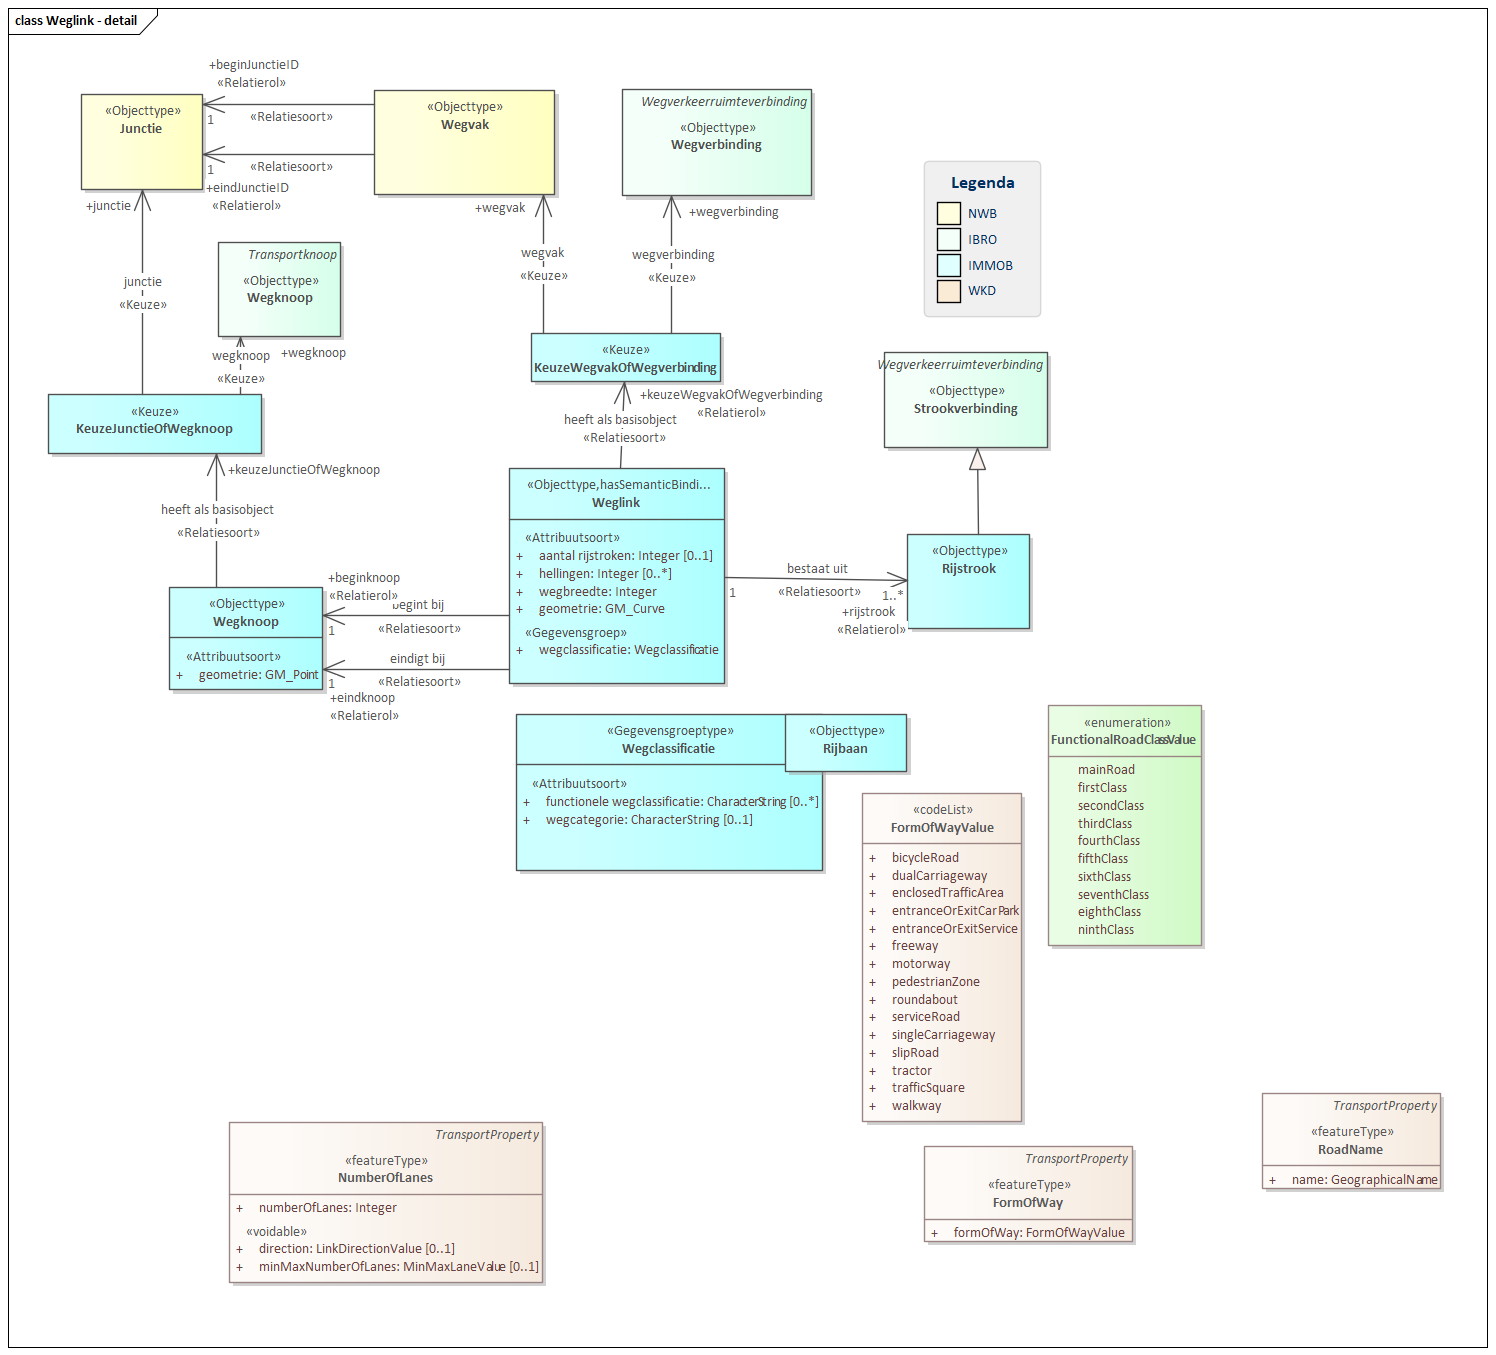 class Weglink - detail
+beginJunctieID
«Relatierol»
1
«Relatiesoort»
«Relatiesoort»
1
+eindJunctieID
«Relatierol»
«Objecttype»
Junctie
«Objecttype»
Wegvak
Wegverkeerruimteverbinding
«Objecttype»
Wegverbinding
Legenda
NWB
IBRO
IMMOB
WKD
+junctie
junctie
«Keuze»
Transportknoop
«Objecttype»
Wegknoop
wegknoop
+wegknoop
«Keuze»
+wegvak
wegvak
«Keuze»
+wegverbinding
wegverbinding
«Keuze»
«Keuze»
KeuzeWegvakOfWegverbinding
«Keuze»
KeuzeJunctieOfWegknoop
+keuzeWegvakOfWegverbinding
«Relatierol»
heeft als basisobject
«Relatiesoort»
Wegverkeerruimteverbinding
«Objecttype»
Strookverbinding
+keuzeJunctieOfWegknoop
heeft als basisobject
«Relatiesoort»
«Objecttype,hasSemanticBindi...
Weglink
«Attribuutsoort»
+ aantal rijstroken: Integer [0..1]
+ hellingen: Integer [0..*]
+ wegbreedte: Integer
+ geometrie: GM_Curve
«Gegevensgroep»
+ wegclassificatie: Wegclassificatie
bestaat uit
«Relatiesoort»
1
1..*
+rijstrook
«Relatierol»
«Objecttype»
Rijstrook
«Objecttype»
Wegknoop
«Attribuutsoort»
+ geometrie: GM_Point
+beginknoop
«Relatierol»
begint bij
1
«Relatiesoort»
eindigt bij
1
«Relatiesoort»
+eindknoop
«Relatierol»
«Gegevensgroeptype»
Wegclassificatie
«Attribuutsoort»
+ functionele wegclassificatie: CharacterString [0..*]
+ wegcategorie: CharacterString [0..1]
«Objecttype»
Rijbaan
«enumeration»
FunctionalRoadClassValue
mainRoad
firstClass
secondClass
thirdClass
fourthClass
fifthClass
sixthClass
seventhClass
eighthClass
ninthClass
«codeList»
FormOfWayValue
+ bicycleRoad
+ dualCarriageway
+ enclosedTrafficArea
+ entranceOrExitCarPark
+ entranceOrExitService
+ freeway
+ motorway
+ pedestrianZone
+ roundabout
+ serviceRoad
+ singleCarriageway
+ slipRoad
+ tractor
+ trafficSquare
+ walkway
TransportProperty
«featureType»
RoadName
+ name: GeographicalName
TransportProperty
«featureType»
NumberOfLanes
+ numberOfLanes: Integer
«voidable»
+ direction: LinkDirectionValue [0..1]
+ minMaxNumberOfLanes: MinMaxLaneValue [0..1]
TransportProperty
«featureType»
FormOfWay
+ formOfWay: FormOfWayValue